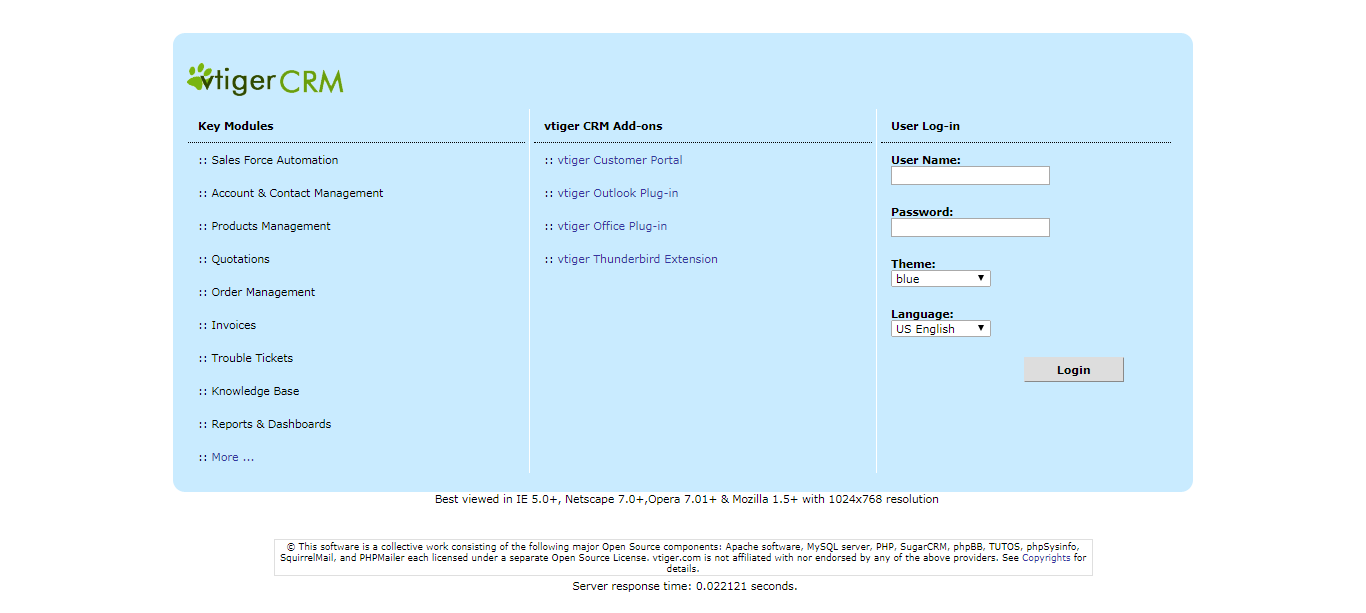 vtiger CRM
Key Modules
:: Sales Force Automation
:: Account & Contact Management
:: Products Management
:: Quotations
:: Order Management
:: Invoices
:: Trouble Tickets
:: Knowledge Base
:: Reports & Dashboards
:: More ...
vtiger CRM Add-ons
:: vtiger Customer Portal
:: vtiger Outlook Plug-in
:: vtiger Office Plug-in
:: vtiger Thunderbird Extension
User Log-in
User Name:
Password:
Theme:
blue
Language:
US English
Login
Best viewed in IE 5.0+, Netscape 7.0+,Opera 7.01+ & Mozilla 1.5+ with 1024x768 resolution
© This software is a collective work consisting of the following major Open Source components: Apache software, MySQL server, PHP, SugarCRM, phpBB, TUTOS, phpSysinfo,
SquirrelMail, and PHPMailer each licensed under a separate Open Source License. vtiger.com is not affiliated with nor endorsed by any of the above providers. See Copyrights for
details.
Server response time: 0.022121 seconds.